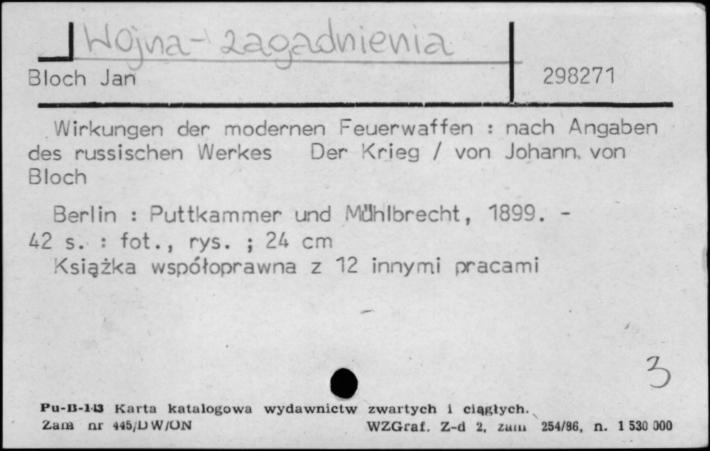 Wojna - zagadnienia
Bloch Jan 298271
Wirkungen der modernen Feuerwaffen : nach Angaben
des russischen Werkes Der Krieg / von Johann. von
Bloch
Berlin : Puttkammer und Mühlbrecht, 1899. -
42 s. : fot., rys. ; 24 cm
Książka współoprawna z 12 innymi pracami
3
Pu-B-143 Karta katalogowa wydawnictw zwartych i ciągłych.
Zam nr 445/DW/ON WZGraf. Z-d 2, zam 254/86, n. 1 530 000